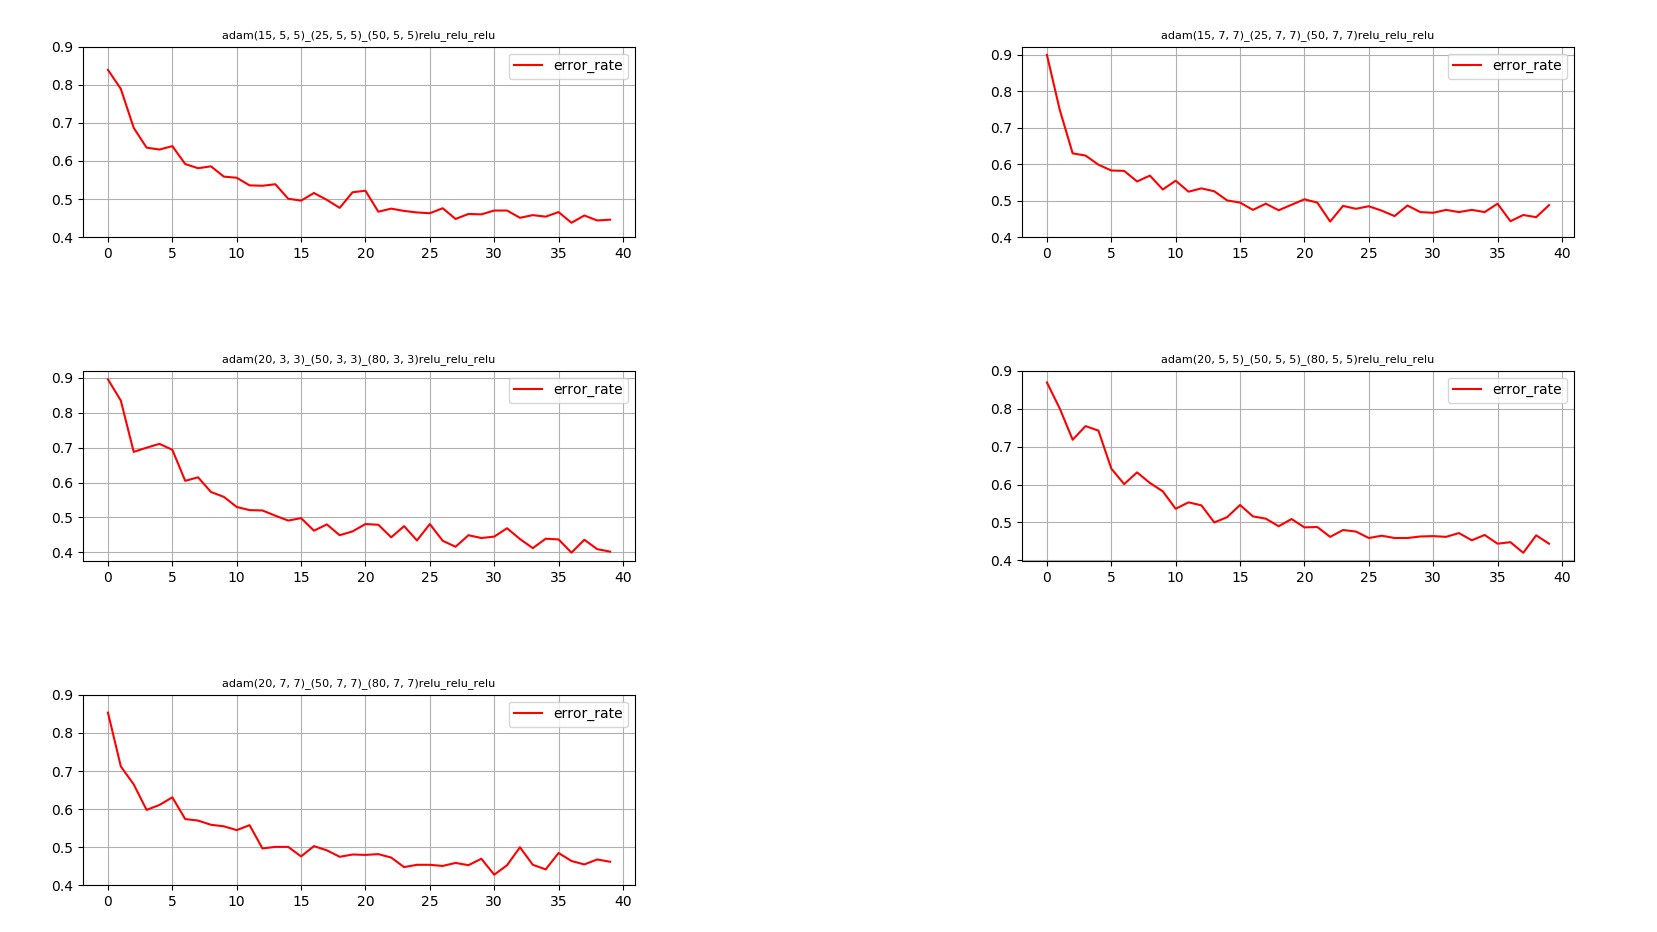 adam(15, 5, 5)_(25, 5, 5)_(50, 5, 5)relu_relu_relu
error_rate
0.9
0.8
0.7
0.6
0.5
0.4
0 5 10 15 20 25 30 35 40
adam(15, 7, 7)_(25, 7, 7)_(50, 7, 7)relu_relu_relu
error_rate
0.9
0.8
0.7
0.6
0.5
0.4
0 5 10 15 20 25 30 35 40
adam(20, 3, 3)_(50, 3, 3)_(80, 3, 3)relu_relu_relu
error_rate
0.9
0.8
0.7
0.6
0.5
0.4
0 5 10 15 20 25 30 35 40
adam(20, 5, 5)_(50, 5, 5)_(80, 5, 5)relu_relu_relu
error_rate
0.9
0.8
0.7
0.6
0.5
0.4
0 5 10 15 20 25 30 35 40
adam(20, 7, 7)_(50, 7, 7)_(80, 7, 7)relu_relu_relu
error_rate
0.9
0.8
0.7
0.6
0.5
0.4
0 5 10 15 20 25 30 35 40